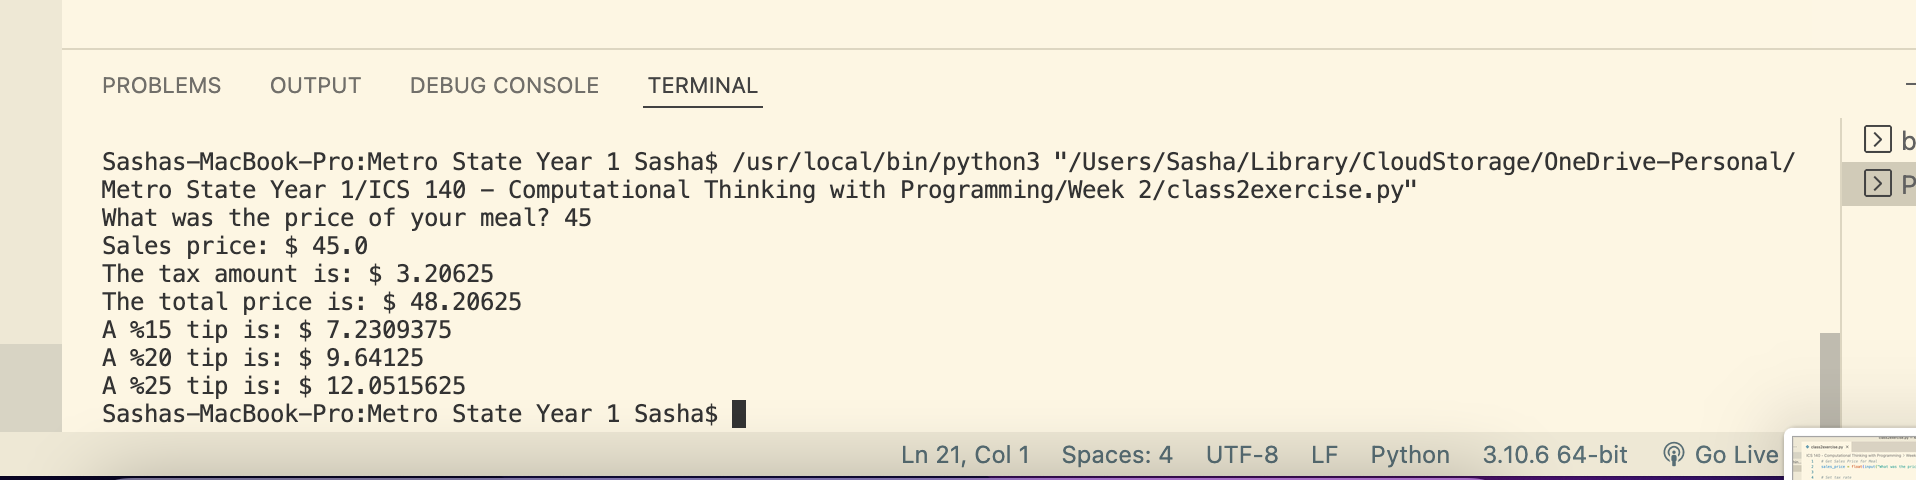 PROBLEMS OUTPUT DEBUG CONSOLE TERMINAL
Sashas-MacBook-Pro:Metro State Year 1 Sasha$ /usr/local/bin/python3 "/Users/Sasha/Library/CloudStorage/OneDrive-Personal/
Metro State Year 1/ICS 140 - Computational Thinking with Programming/Week 2/class2exercise.py"
What was the price of your meal? 45
Sales price: $ 45.0
The tax amount is: $ 3.20625
The total price is: $ 48.20625
A %15 tip is: $ 7.2309375
A %20 tip is: $ 9.64125
A %25 tip is: $ 12.0515625
Sashas-MacBook-Pro:Metro State Year 1 Sasha$
Ln 21, Col 1 Spaces: 4 UTF-8 LF Python 3.10.6 64-bit Go Live